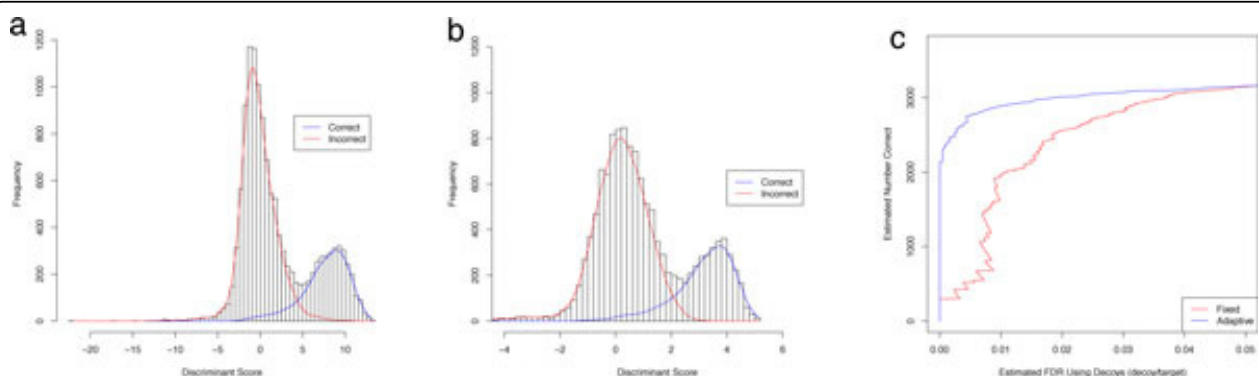 a
Frequency
0 200 400 600 800 1000 1200
Correct
Incorrect
−20 −15 −10 −5 0 5 10
Discriminant Score
b
Frequency
0 200 400 600 800 1000 1200
Correct
Incorrect
−4 −2 0 2 4 6
Discriminant Score
c
Estimated Number Correct
0 1000 2000 3000
Fixed
Adaptive
0.00 0.01 0.02 0.03 0.04 0.05
Estimated FDR Using Decoys (decoy/target)